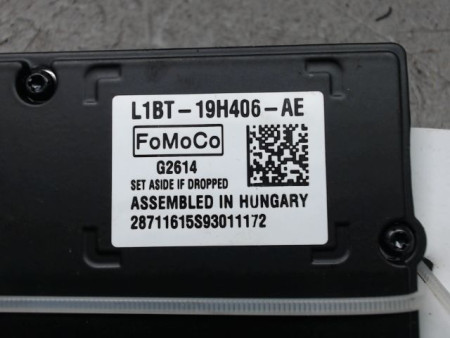 L1BT-19H406-AE
FoMoCo
G2614
SET ASIDE IF DROPPED
ASSEMBLED IN HUNGARY
28711615S93011172